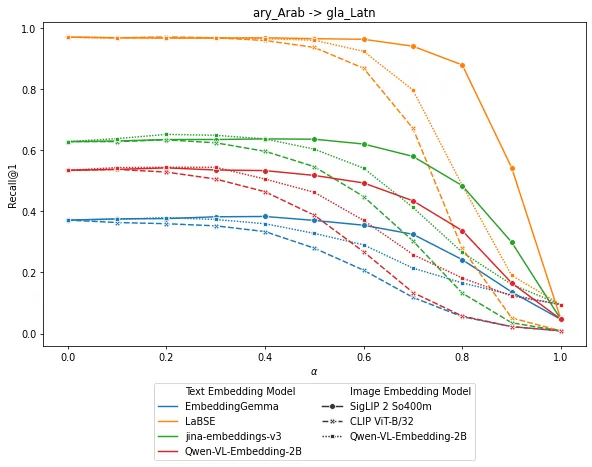 ary_Arab -> gla_Latn
Recall@1
1.0
0.8
0.6
0.4
0.2
0.0
0.0 0.2 0.4 0.6 0.8 1.0
α
Text Embedding Model
EmbeddingGemma
LaBSE
jina-embeddings-v3
Qwen-VL-Embedding-2B
Image Embedding Model
SigLIP 2 So400m
CLIP ViT-B/32
Qwen-VL-Embedding-2B